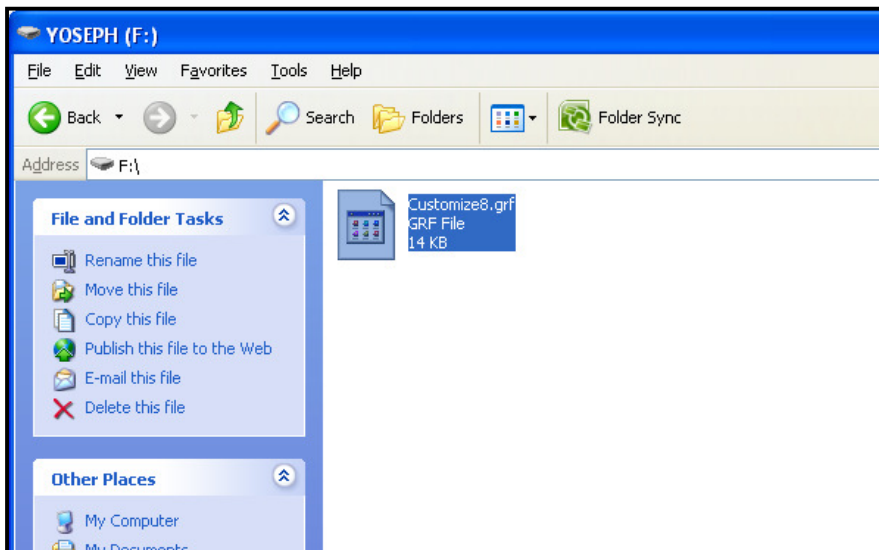 YOSEPH (F:)
File Edit View Favorites Tools Help
Back Search Folders Folder Sync
Address F:\
File and Folder Tasks
Rename this file
Move this file
Copy this file
Publish this file to the Web
E-mail this file
Delete this file
Other Places
My Computer
My Documents
Customize8.grf
GRF File
14 KB